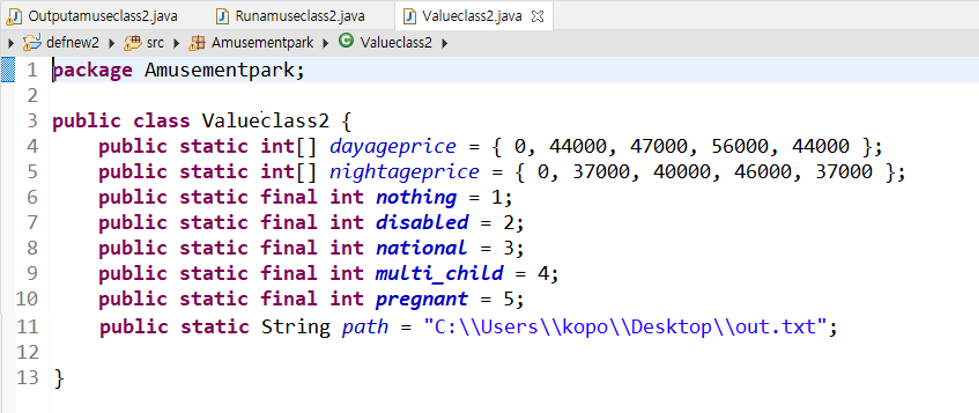 Outputamuseclass2.java Runamuseclass2.java Valueclass2.java
defnew2 src Amusementpark Valueclass2
1 package Amusementpark;
2
3 public class Valueclass2 {
4 public static int[] dayageprice = { 0, 44000, 47000, 56000, 44000 };
5 public static int[] nightageprice = { 0, 37000, 40000, 46000, 37000 };
6 public static final int nothing = 1;
7 public static final int disabled = 2;
8 public static final int national = 3;
9 public static final int multi_child = 4;
10 public static final int pregnant = 5;
11 public static String path = "C:\\Users\\kopo\\Desktop\\out.txt";
12
13 }